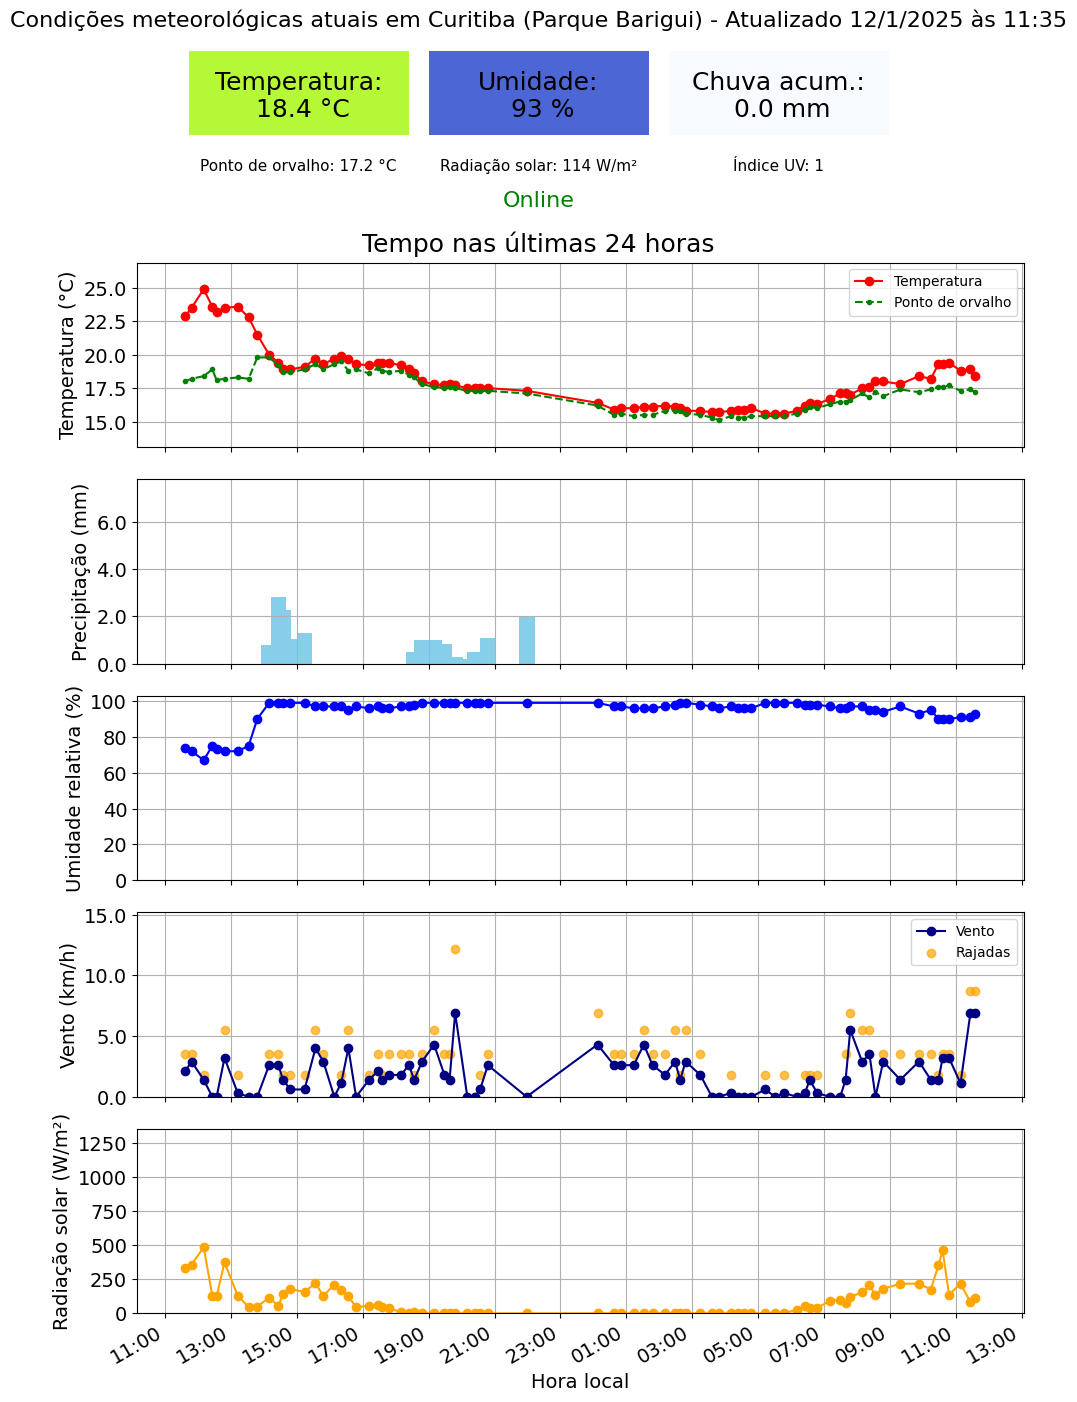 Condições meteorológicas atuais em Curitiba (Parque Barigui) - Atualizado 12/1/2025 às 11:35
Temperatura:
18.4 °C
Umidade:
93 %
Chuva acum.:
0.0 mm
Ponto de orvalho: 17.2 °C
Radiação solar: 114 W/m²
Índice UV: 1
Online
Tempo nas últimas 24 horas
Temperatura (°C)
25.0
22.5
20.0
17.5
15.0
Temperatura
Ponto de orvalho
Precipitação (mm)
6.0
4.0
2.0
0.0
Umidade relativa (%)
100
80
60
40
20
0
Vento (km/h)
15.0
10.0
5.0
0.0
Vento
Rajadas
Radiação solar (W/m²)
1250
1000
750
500
250
0
11:00
13:00
15:00
17:00
19:00
21:00
23:00
01:00
03:00
05:00
07:00
09:00
11:00
13:00
Hora local